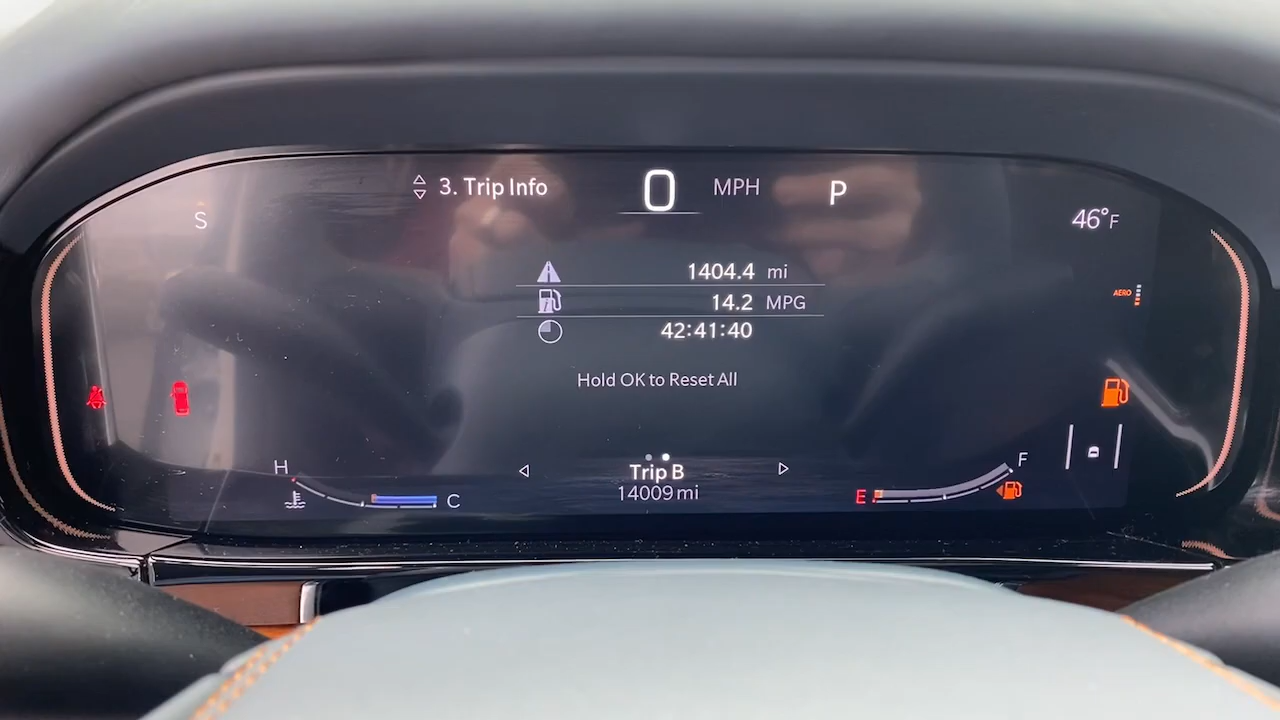 3. Trip Info
0 MPH
P
S
46°F
1404.4 mi
14.2 MPG
42:41:40
AERO
Hold OK to Reset All
H
C
Trip B
14009 mi
E
F